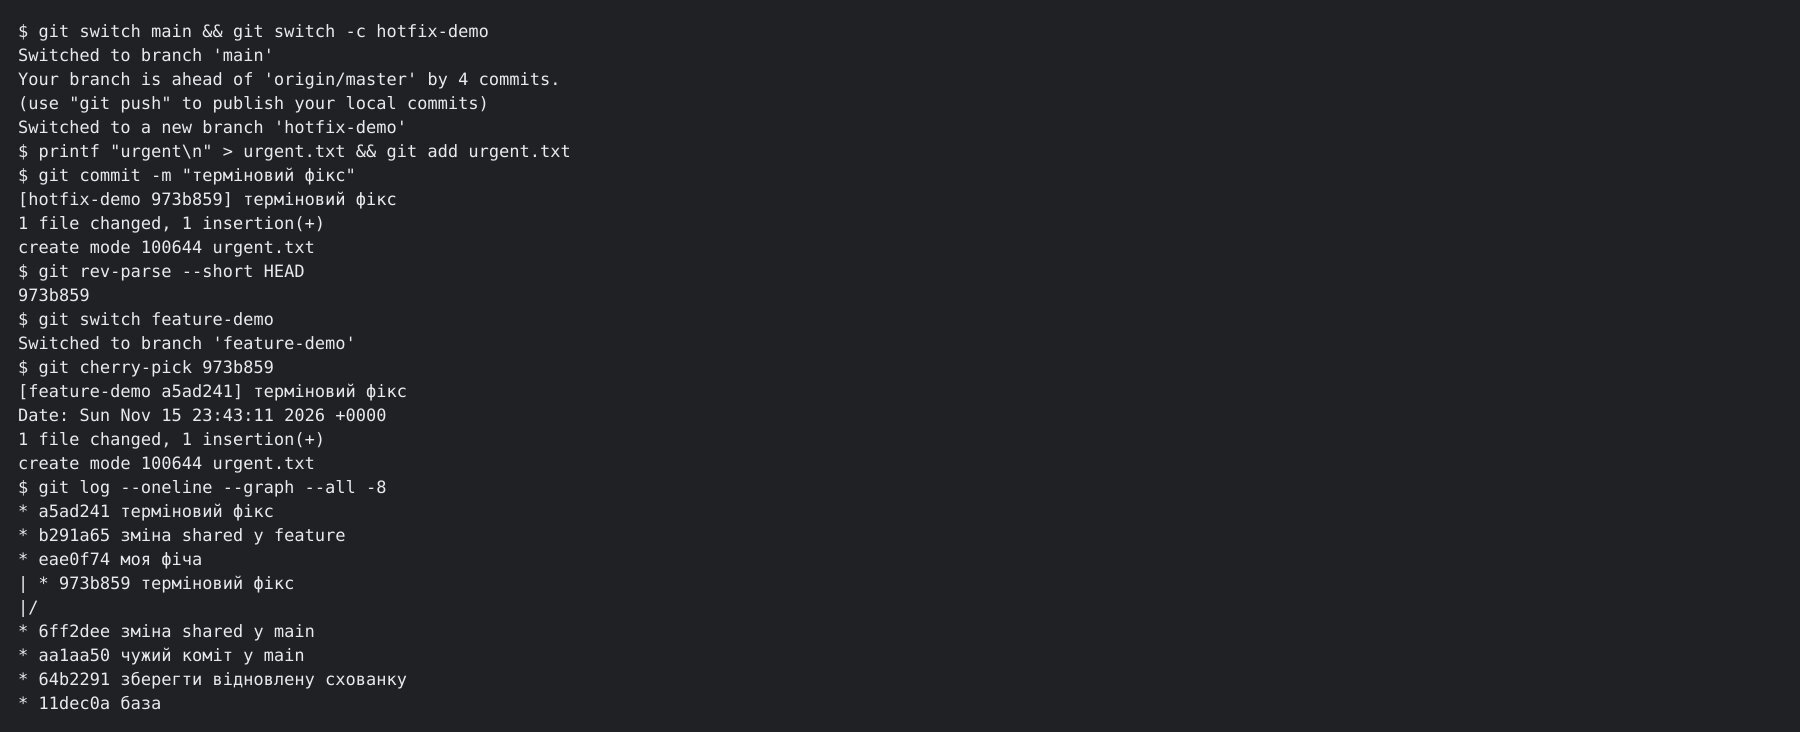 $ git switch main && git switch -c hotfix-demo
Switched to branch 'main'
Your branch is ahead of 'origin/master' by 4 commits.
(use "git push" to publish your local commits)
Switched to a new branch 'hotfix-demo'
$ printf "urgent\n" > urgent.txt && git add urgent.txt
$ git commit -m "терміновий фікс"
[hotfix-demo 973b859] терміновий фікс
1 file changed, 1 insertion(+)
create mode 100644 urgent.txt
$ git rev-parse --short HEAD
973b859
$ git switch feature-demo
Switched to branch 'feature-demo'
$ git cherry-pick 973b859
[feature-demo a5ad241] терміновий фікс
Date: Sun Nov 15 23:43:11 2026 +0000
1 file changed, 1 insertion(+)
create mode 100644 urgent.txt
$ git log --oneline --graph --all -8
* a5ad241 терміновий фікс
* b291a65 зміна shared у feature
* eae0f74 моя фіча
| * 973b859 терміновий фікс
|/
* 6ff2dee зміна shared у main
* aa1aa50 чужий коміт у main
* 64b2291 зберегти відновлену схованку
* 11dec0a база